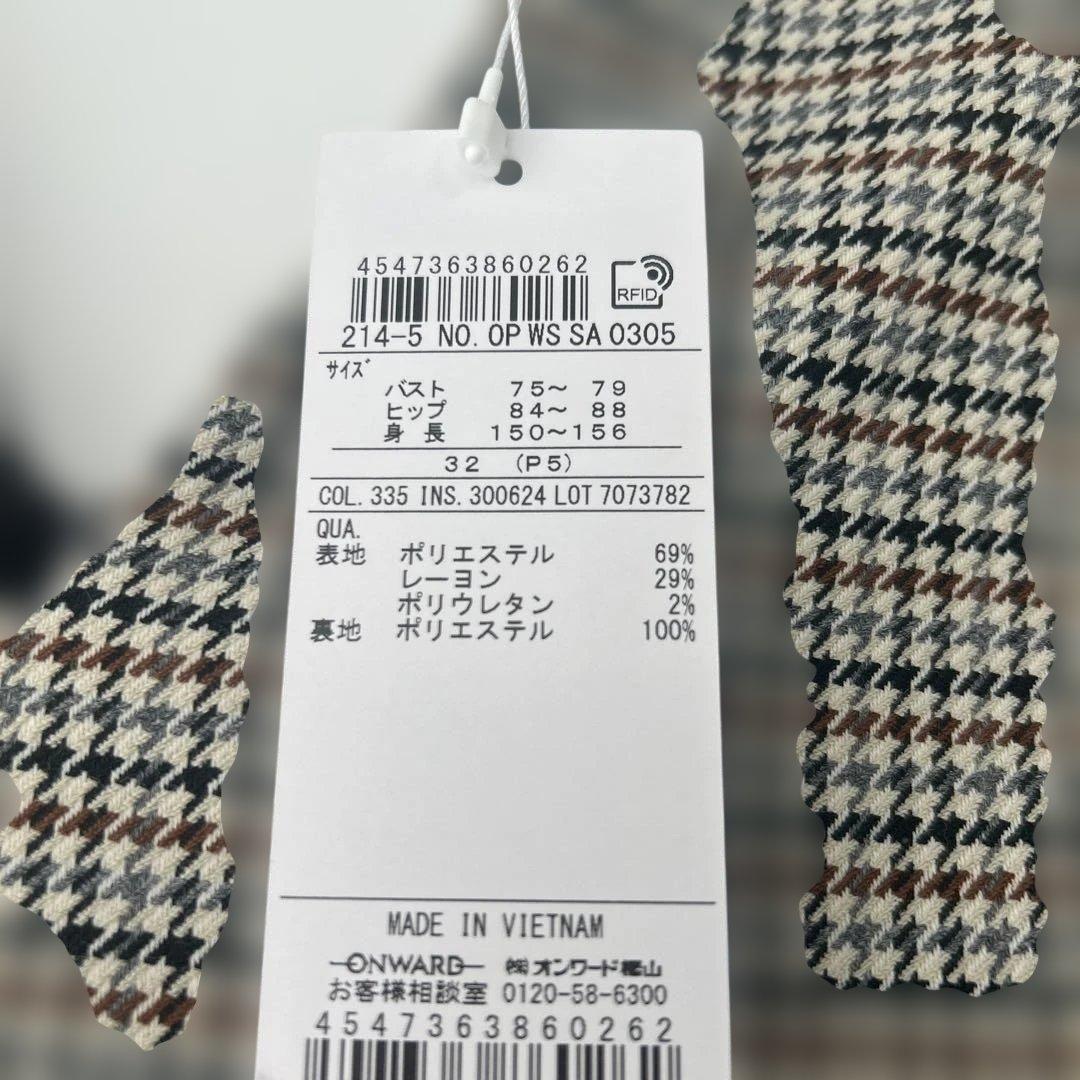 4547363860262
RFID
214-5 NO. OP WS SA 0305
サイズ
バスト 75～ 79
ヒップ 84～ 88
身長 150～156
32 (P5)
COL. 335 INS. 300624 LOT 7073782
QUA.
表地 ポリエステル 69%
レーヨン 29%
ポリウレタン 2%
裏地 ポリエステル 100%
MADE IN VIETNAM
ONWARD ㈱オンワード樫山
お客様相談室 0120-58-6300
4547363860262